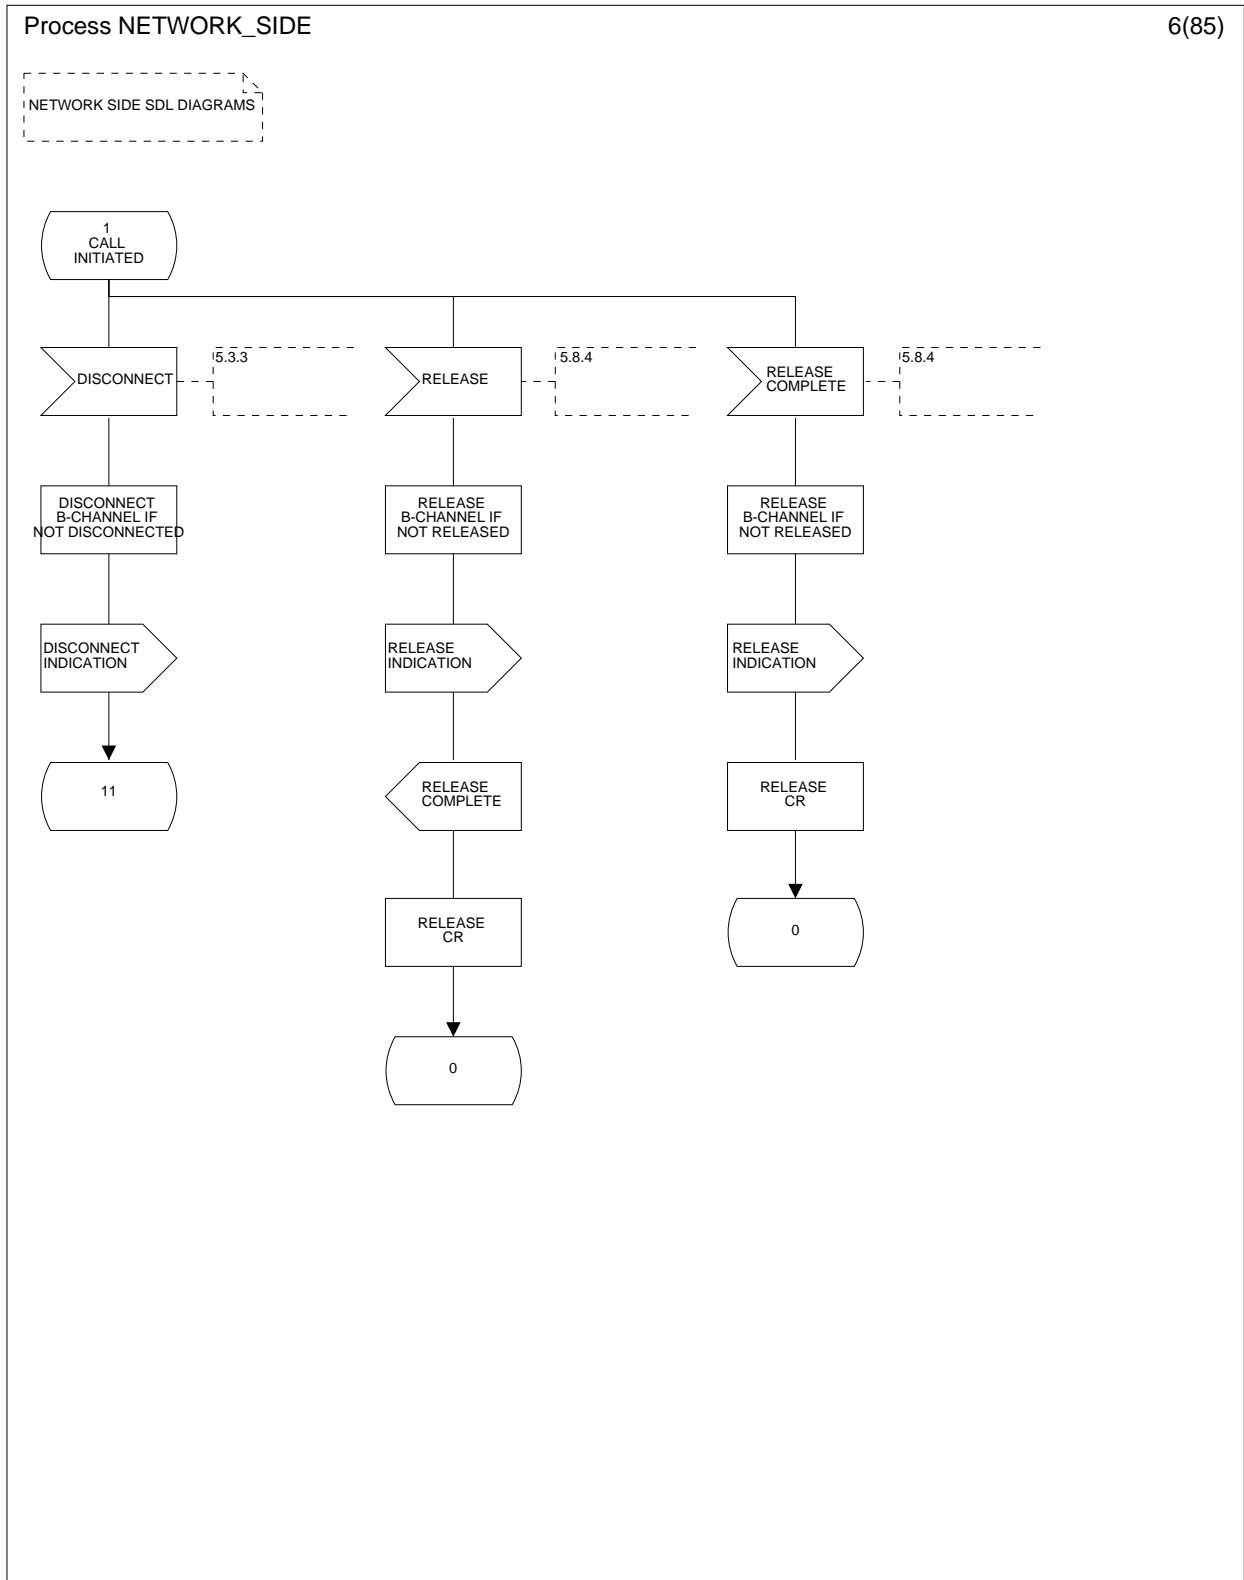 Process NETWORK_SIDE
6(85)
NETWORK SIDE SDL DIAGRAMS
1
CALL
INITIATED
DISCONNECT
5.3.3
RELEASE
5.8.4
RELEASE
COMPLETE
5.8.4
DISCONNECT
B-CHANNEL IF
NOT DISCONNECTED
RELEASE
B-CHANNEL IF
NOT RELEASED
RELEASE
B-CHANNEL IF
NOT RELEASED
DISCONNECT
INDICATION
RELEASE
INDICATION
RELEASE
INDICATION
11
RELEASE
COMPLETE
RELEASE
CR
RELEASE
CR
0
0